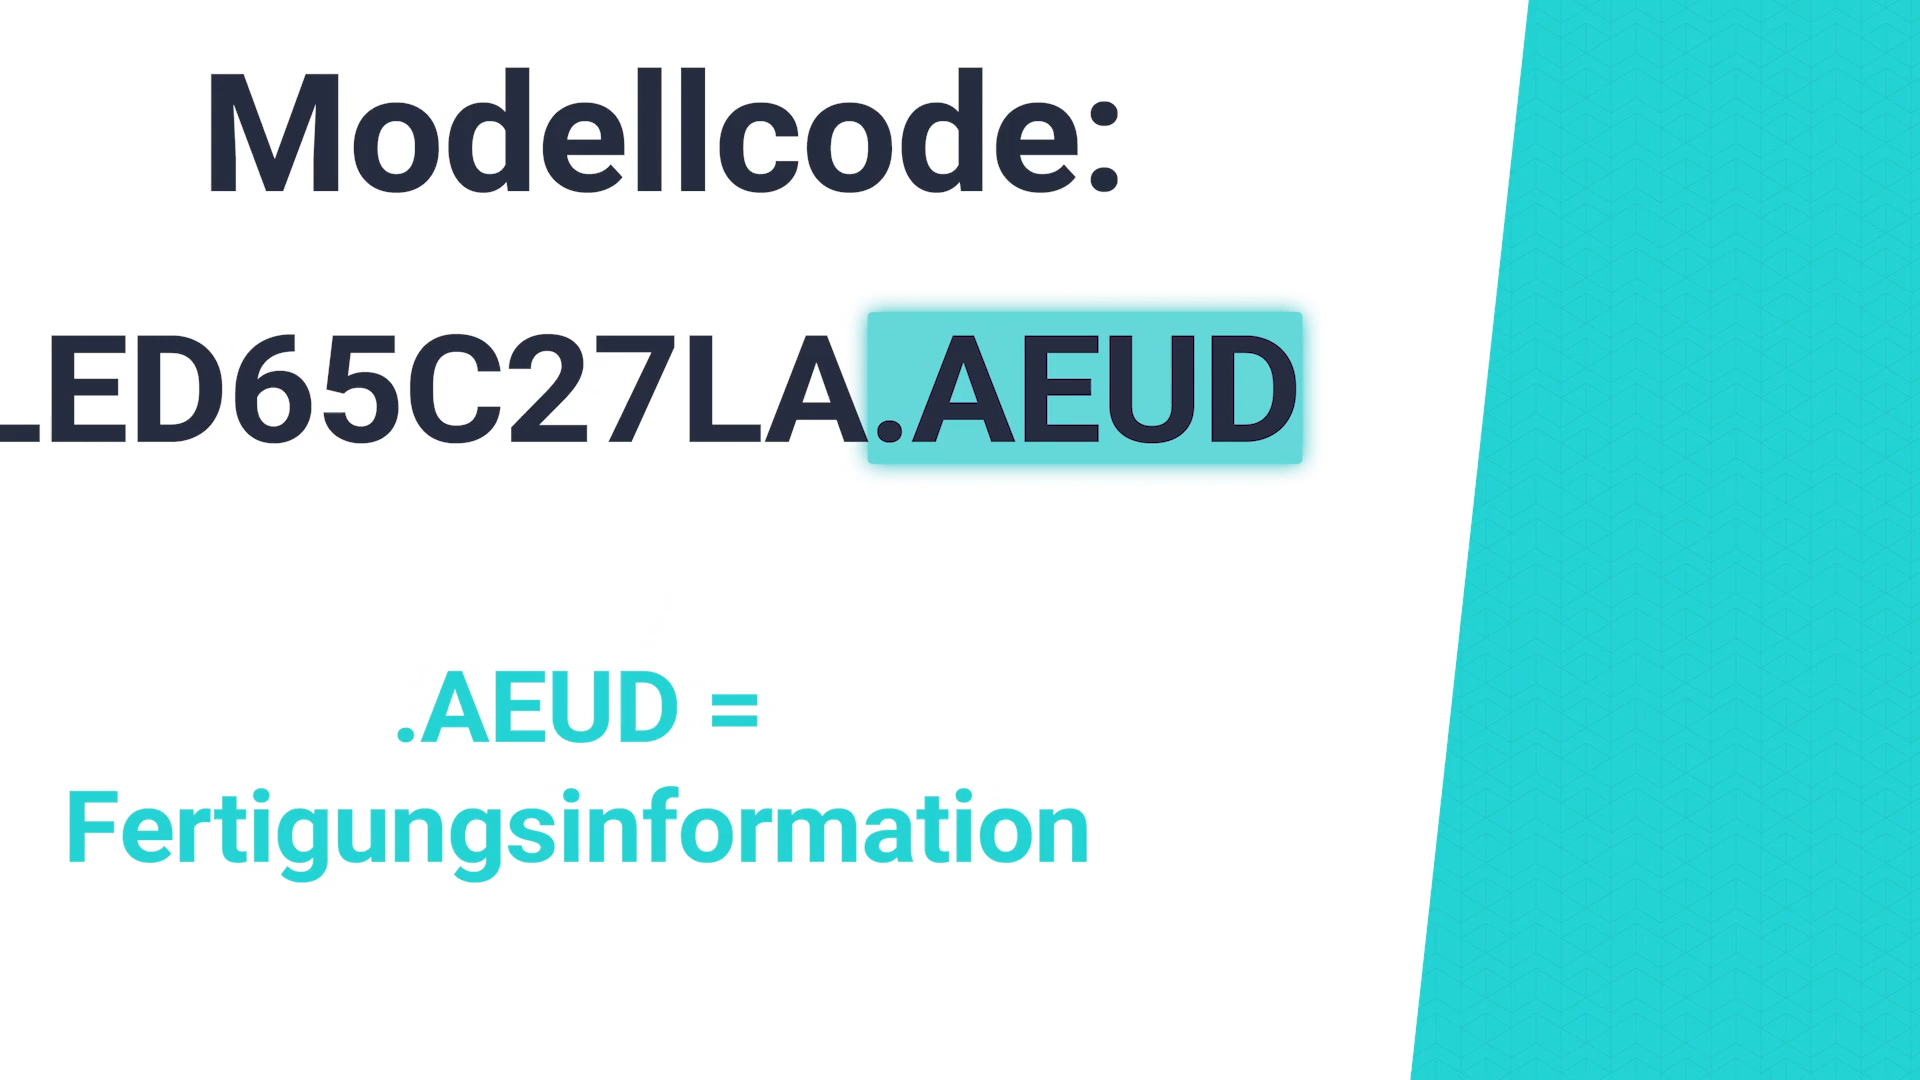 Modellcode:
LED65C27LA.AEUD
.AEUD =
Fertigungsinformation